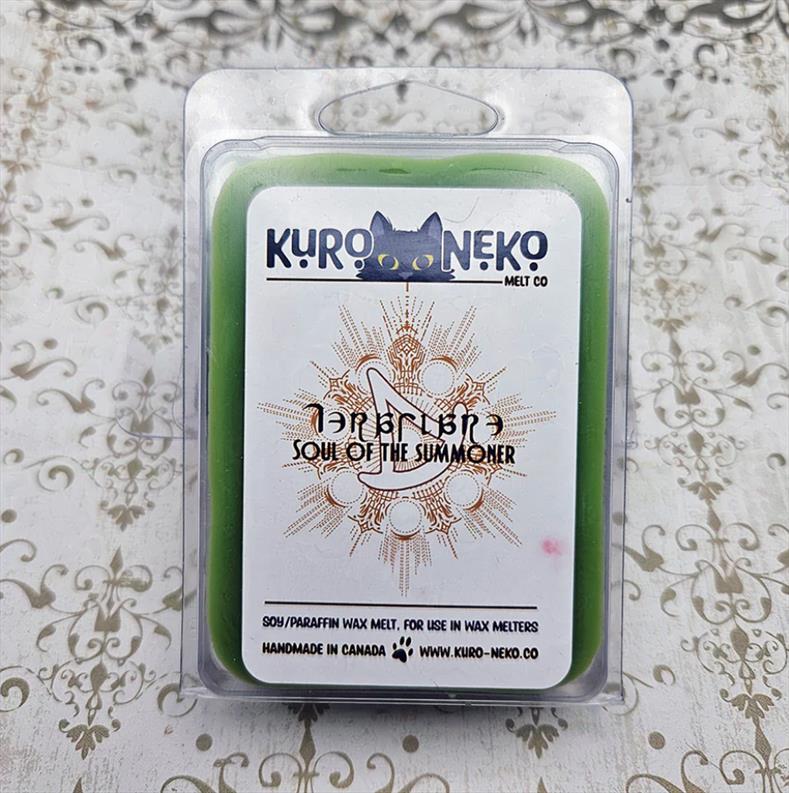 KURO NEKO
MELT CO
SOUL OF THE SUMMONER
SOY/PARAFFIN WAX MELT, FOR USE IN WAX MELTERS
HANDMADE IN CANADA WWW.KURO-NEKO.CO